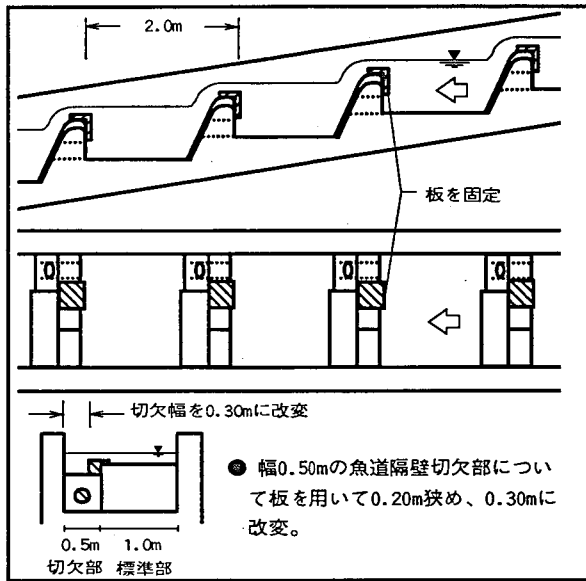 2.0m
板を固定
切欠幅を0.30mに改変
● 幅0.50mの魚道隔壁切欠部につい
て板を用いて0.20m狭め、0.30mに
改変。
0.5m 1.0m
切欠部 標準部